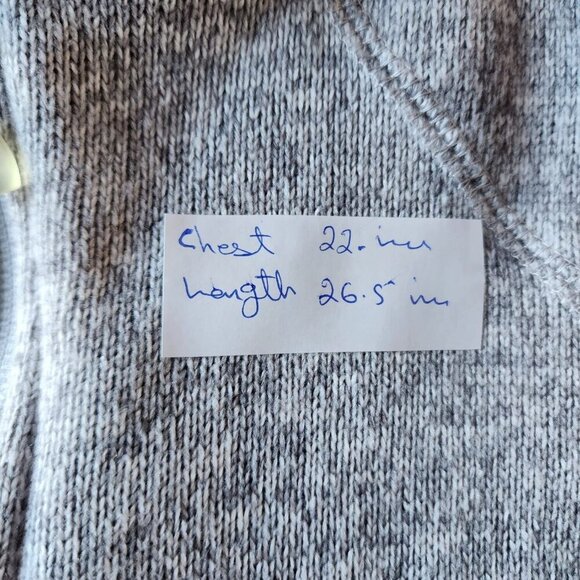 Chest 22. in
Length 26.5 in